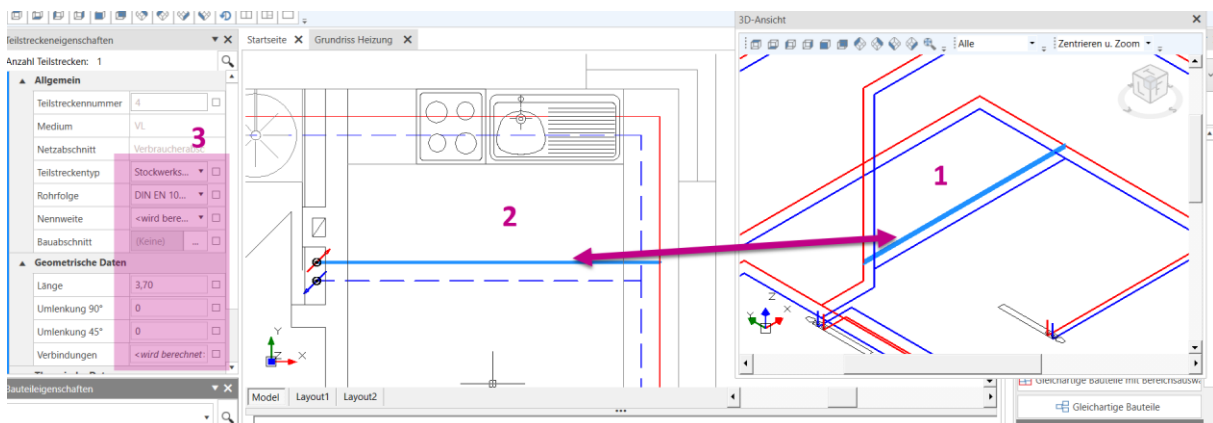 3D-Ansicht
Teilstreckeneigenschaften
Startseite
Grundriss Heizung
Alle
Zentrieren u. Zoom
Anzahl Teilstrecken: 1
Allgemein
Teilstreckennummer 4
Medium VL
3
Netzabschnitt
Teilstreckentyp Stockwerks...
Rohrfolge DIN EN 10...
Nennweite <wird bere...
Bauabschnitt (Keine) ...
Geometrische Daten
Länge 3,70
Umlenkung 90° 0
Umlenkung 45° 0
Verbindungen <wird berechnet
1
2
Y
Z X
Z
Y X
L F
Bauteileigenschaften
Model Layout1 Layout2
Gleichartige Bauteile mit Bereichsauswa
Gleichartige Bauteile